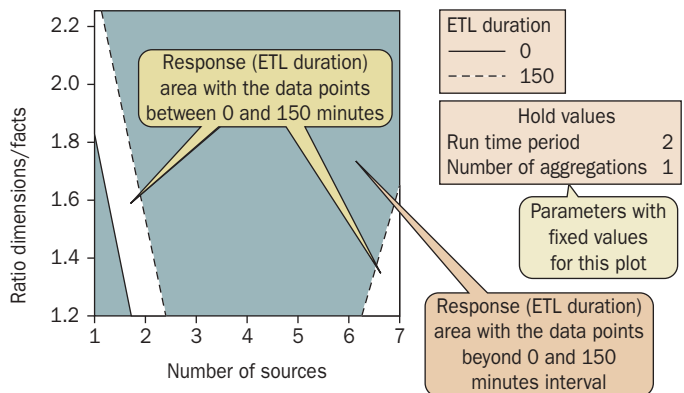 2.2
2.0
1.8
1.6
1.4
1.2
1 2 3 4 5 6 7
Ratio dimensions/facts
Number of sources
Response (ETL duration)
area with the data points
between 0 and 150 minutes
ETL duration
0
150
Hold values
Run time period 2
Number of aggregations 1
Parameters with
fixed values
for this plot
Response (ETL duration)
area with the data points
beyond 0 and 150
minutes interval